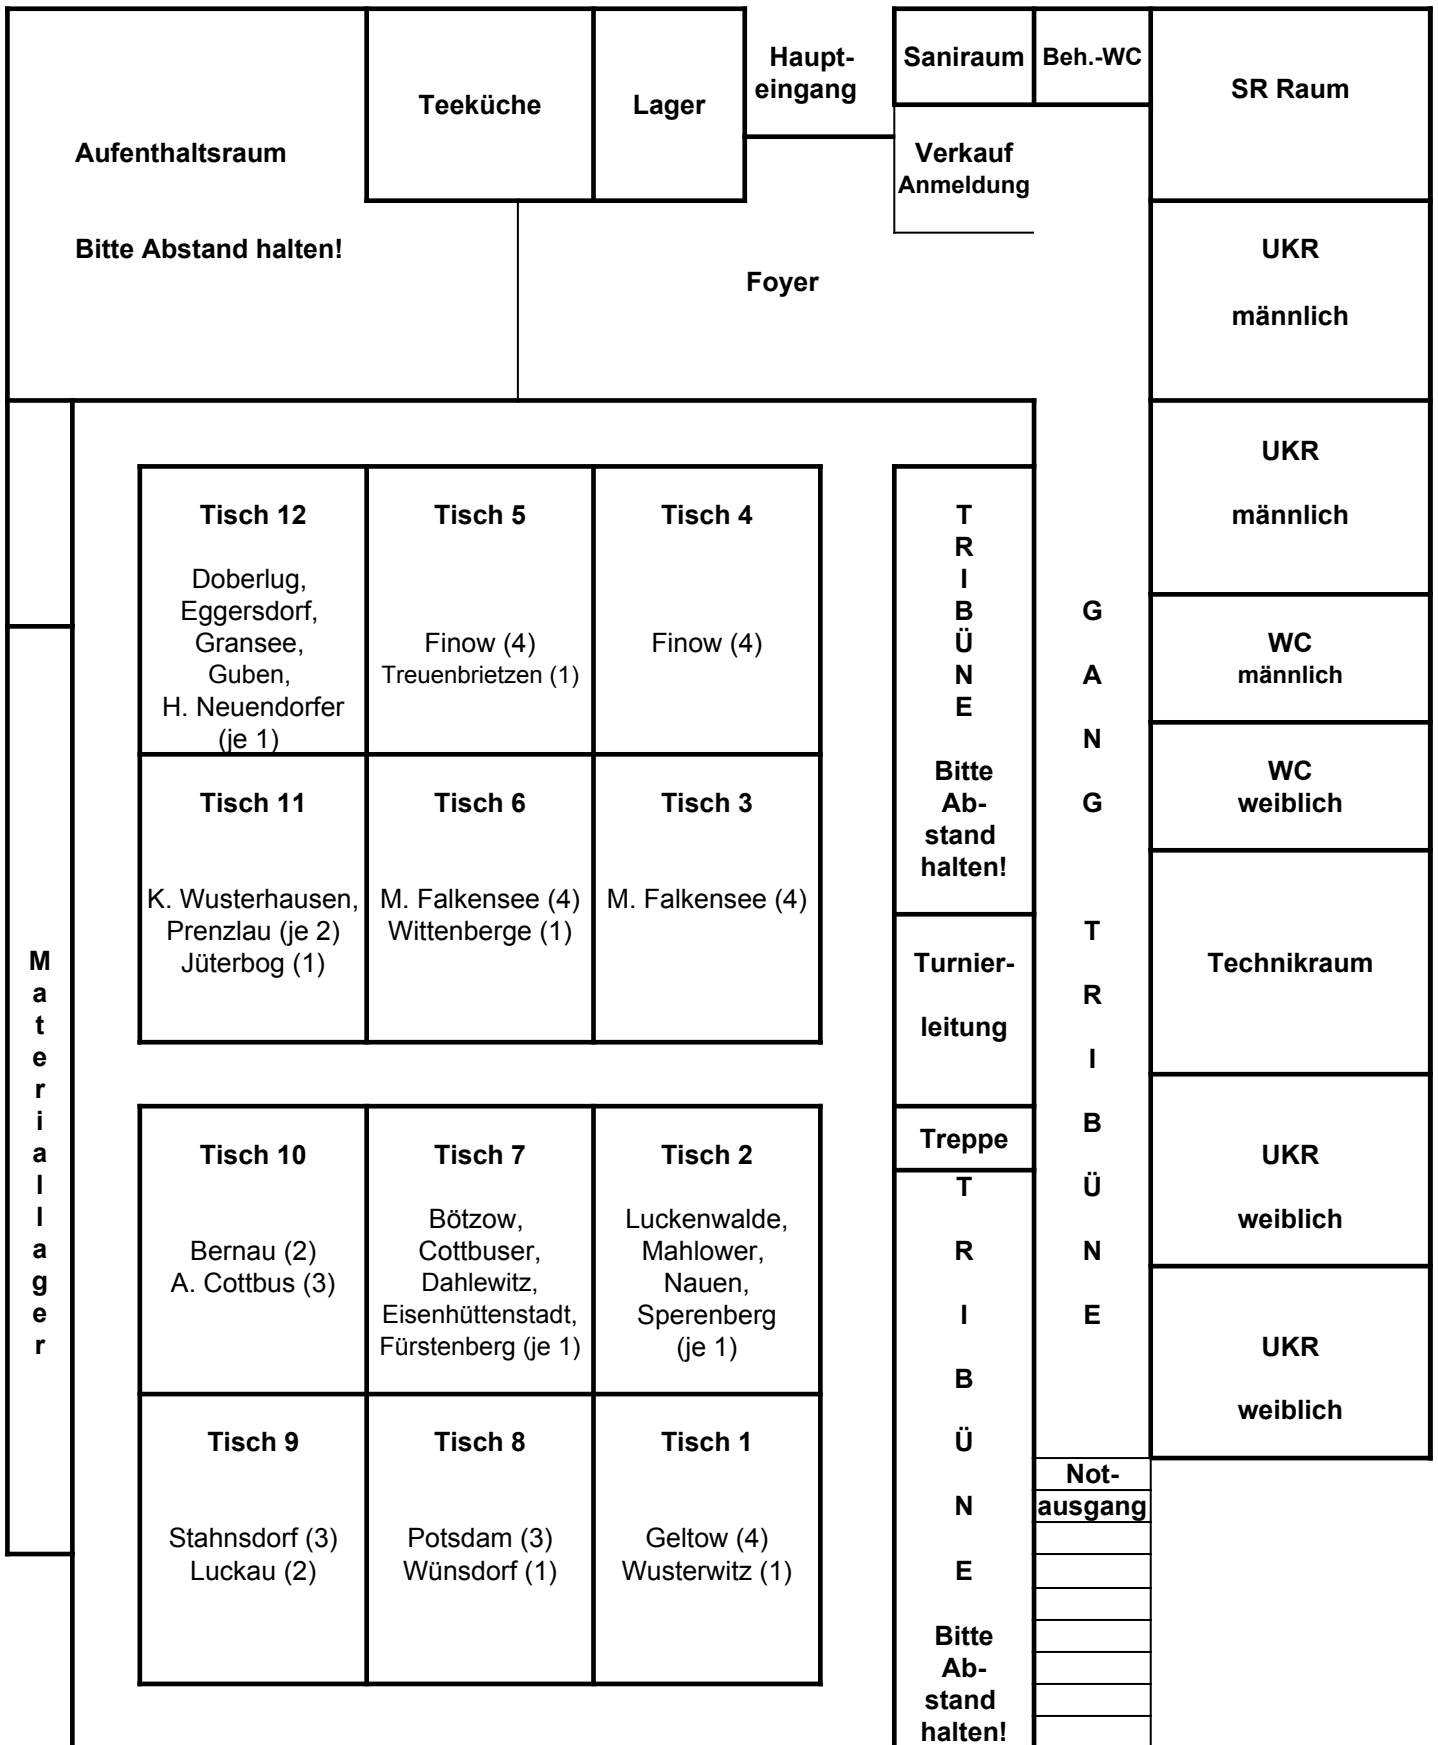 Haupt-
eingang
Saniraum
Beh.-WC
SR Raum
Teeküche
Lager
Aufenthaltsraum
Verkauf
Anmeldung
Bitte Abstand halten!
Foyer
UKR
männlich
UKR
männlich
Tisch 12
Doberlug,
Eggersdorf,
Gransee,
Guben,
H. Neuendorfer
(je 1)
Tisch 5
Finow (4)
Treuenbrietzen (1)
Tisch 4
Finow (4)
TRIBÜNE
Bitte
Ab-
stand
halten!
GANG TRIBÜNE
WC
männlich
WC
weiblich
Tisch 11
K. Wusterhausen,
Prenzlau (je 2)
Jüterbog (1)
Tisch 6
M. Falkensee (4)
Wittenberge (1)
Tisch 3
M. Falkensee (4)
Turnier-
leitung
Technikraum
Materiallager
Treppe
Tisch 10
Bernau (2)
A. Cottbus (3)
Tisch 7
Bötzow,
Cottbuser,
Dahlewitz,
Eisenhüttenstadt,
Fürstenberg (je 1)
Tisch 2
Luckenwalde,
Mahlower,
Nauen,
Sperenberg
(je 1)
TRIBÜNE
Bitte
Ab-
stand
halten!
UKR
weiblich
UKR
weiblich
Tisch 9
Stahnsdorf (3)
Luckau (2)
Tisch 8
Potsdam (3)
Wünsdorf (1)
Tisch 1
Geltow (4)
Wusterwitz (1)
Not-
ausgang